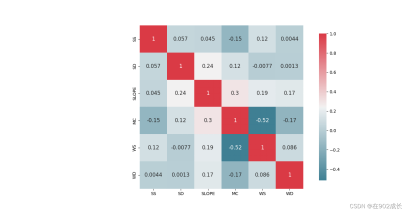 SS 1 0.057 0.045 -0.15 0.12 0.0044
SD 0.057 1 0.24 0.12 -0.0077 0.0013
SLOPE 0.045 0.24 1 0.3 0.19 0.17
MC -0.15 0.12 0.3 1 -0.52 -0.17
WS 0.12 -0.0077 0.19 -0.52 1 0.086
WD 0.0044 0.0013 0.17 -0.17 0.086 1
SS SD SLOPE MC WS WD
1.0
0.8
0.6
0.4
0.2
0.0
-0.2
-0.4
CSDN @在902成长